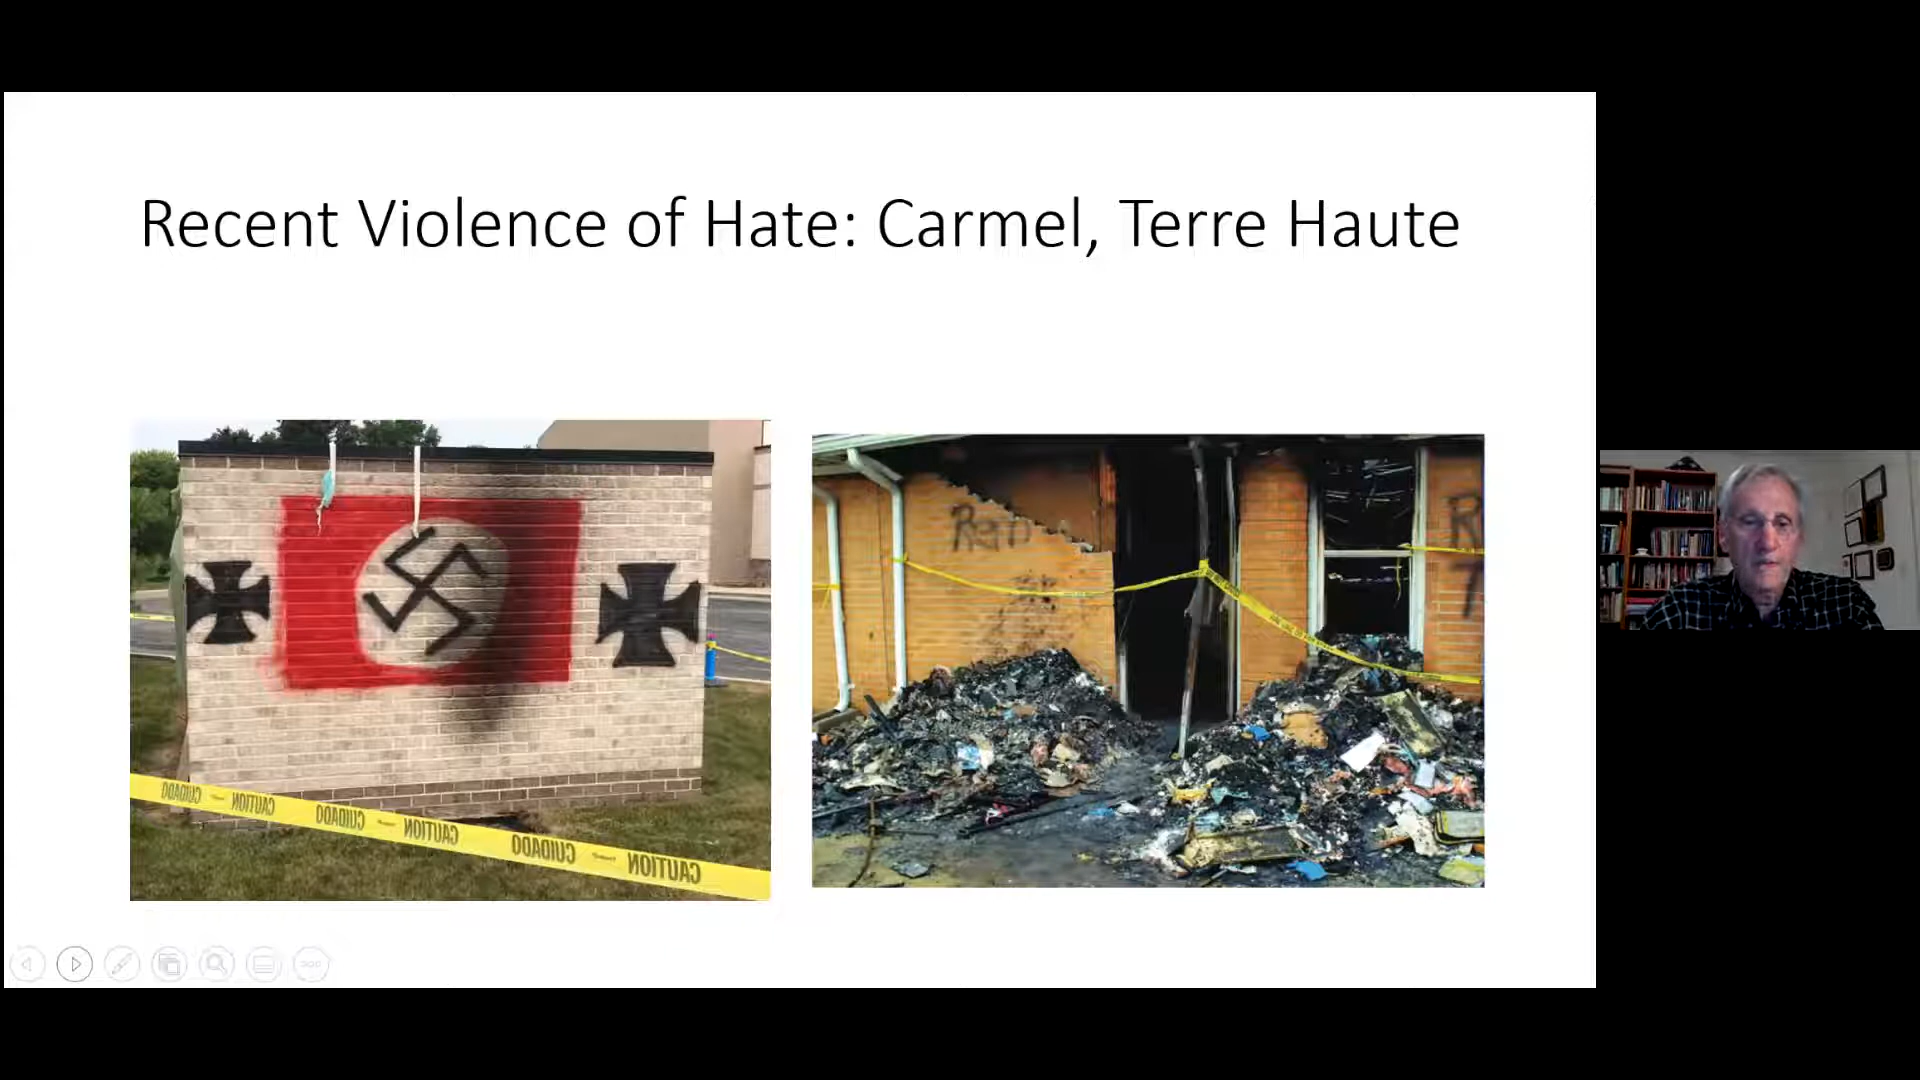 Recent Violence of Hate: Carmel, Terre Haute
CUIDADO CAUTION CUIDADO CAUTION CUIDADO CAUTION